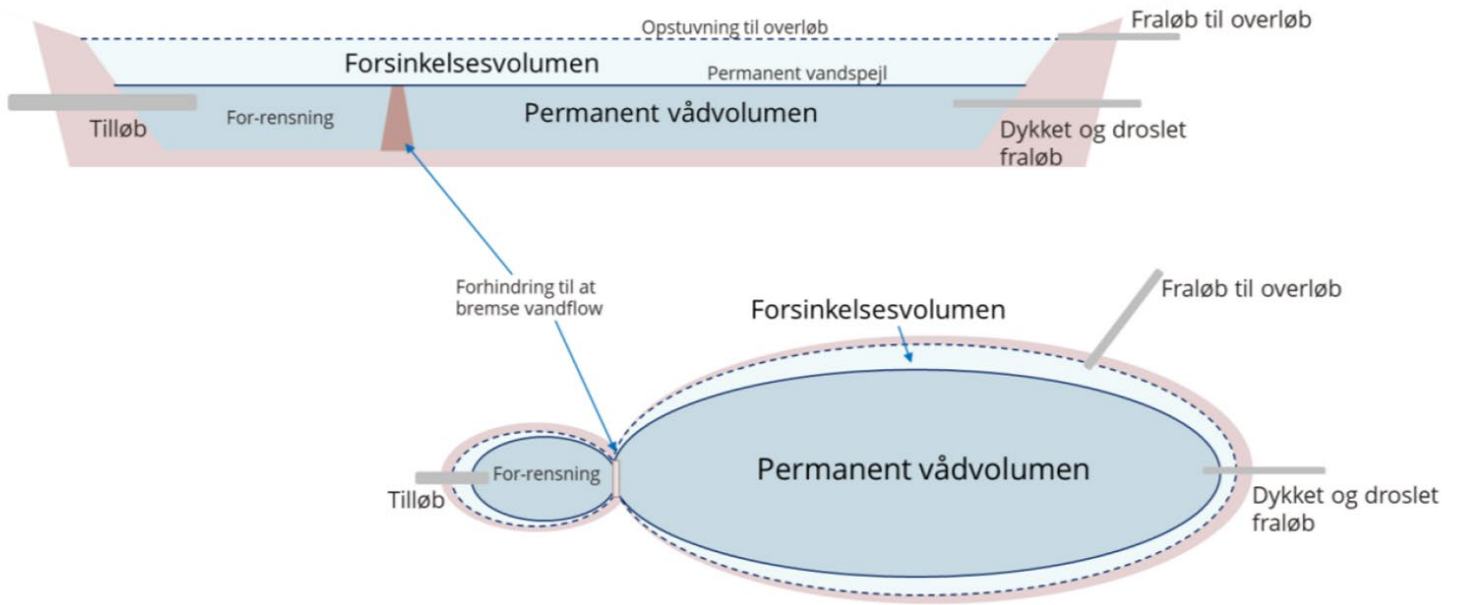 Opstuvning til overløb
Fraløb til overløb
Forsinkelsesvolumen
Permanent vandspejl
Tilløb
For-rensning
Permanent vådvolumen
Dykket og droslet
fraløb
Forhindring til at
bremse vandflow
Forsinkelsesvolumen
Fraløb til overløb
For-rensning
Permanent vådvolumen
Tilløb
Dykket og droslet
fraløb